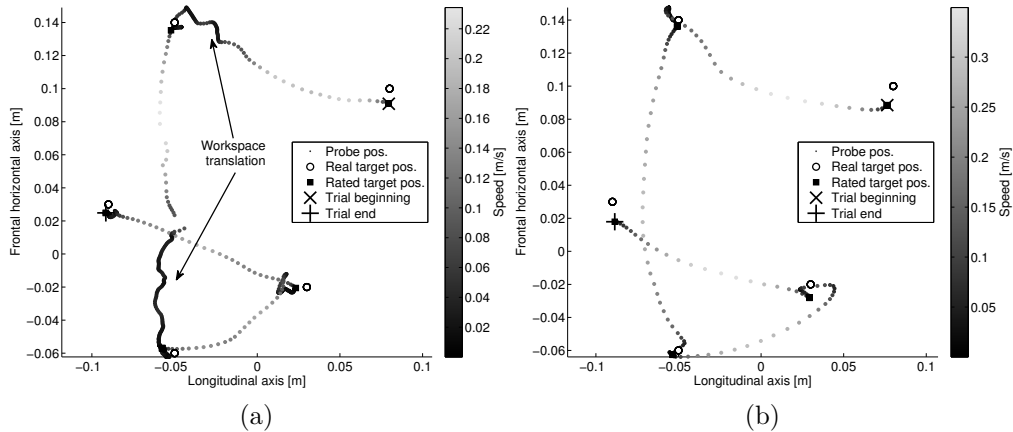 0.14
0.12
0.1
0.08
0.06
0.04
0.02
0
−0.02
−0.04
−0.06
Frontal horizontal axis [m]
−0.1
−0.05
0
0.05
0.1
Longitudinal axis [m]
Workspace
translation
Probe pos.
Real target pos.
Rated target pos.
Trial beginning
Trial end
0.22
0.2
0.18
0.16
0.14
0.12
0.1
0.08
0.06
0.04
0.02
Speed [m/s]
(a)
0.14
0.12
0.1
0.08
0.06
0.04
0.02
0
−0.02
−0.04
−0.06
Frontal horizontal axis [m]
−0.1
−0.05
0
0.05
0.1
Longitudinal axis [m]
Probe pos.
Real target pos.
Rated target pos.
Trial beginning
Trial end
0.3
0.25
0.2
0.15
0.1
0.05
Speed [m/s]
(b)